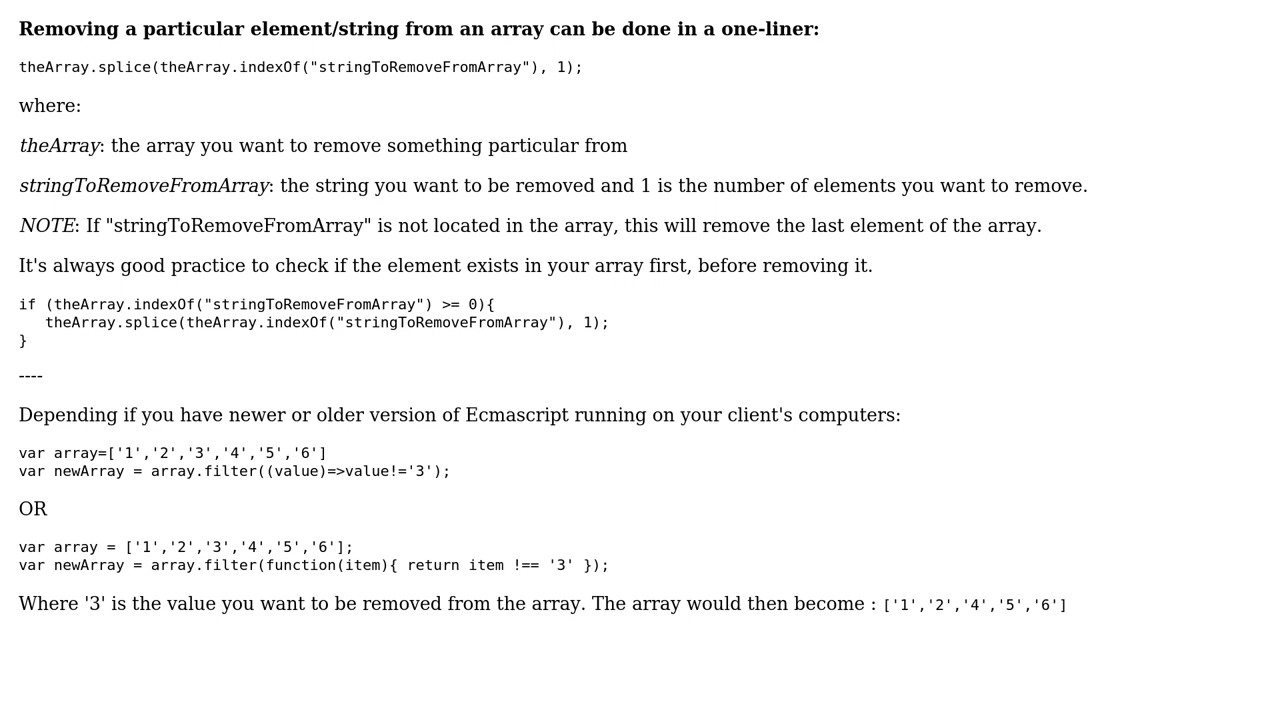 Removing a particular element/string from an array can be done in a one-liner:
theArray.splice(theArray.indexOf("stringToRemoveFromArray"), 1);
where:
theArray: the array you want to remove something particular from
stringToRemoveFromArray: the string you want to be removed and 1 is the number of elements you want to remove.
NOTE: If "stringToRemoveFromArray" is not located in the array, this will remove the last element of the array.
It's always good practice to check if the element exists in your array first, before removing it.
if (theArray.indexOf("stringToRemoveFromArray") >= 0){
   theArray.splice(theArray.indexOf("stringToRemoveFromArray"), 1);
}
----
Depending if you have newer or older version of Ecmascript running on your client's computers:
var array=['1','2','3','4','5','6']
var newArray = array.filter((value)=>value!='3');
OR
var array = ['1','2','3','4','5','6'];
var newArray = array.filter(function(item){ return item !== '3' });
Where '3' is the value you want to be removed from the array. The array would then become : ['1','2','4','5','6']